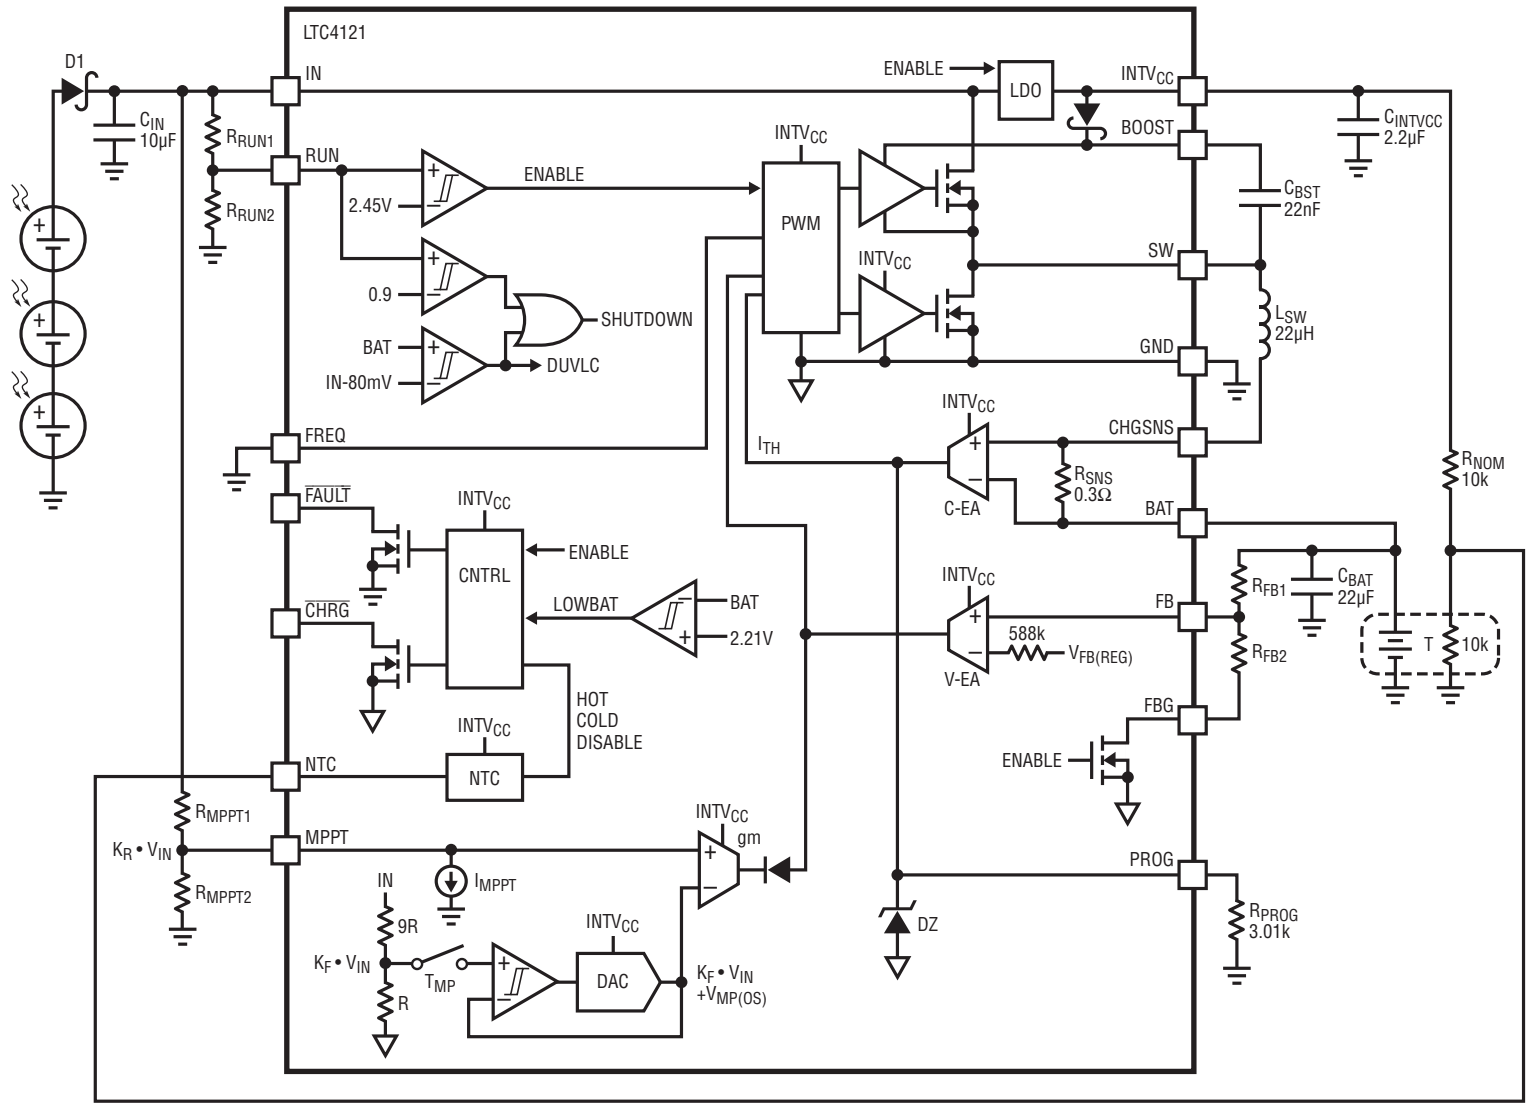 LTC4121
D1
IN
ENABLE
LDO
INTVCC
CIN
10µF
RRUN1
BOOST
CINTVCC
2.2µF
RUN
INTVCC
ENABLE
2.45V
+
–
RRUN2
PWM
CBST
22nF
SW
INTVCC
+
–
0.9
SHUTDOWN
LSW
22µH
BAT
IN-80mV
+
–
DUVLC
GND
+
+
+
INTVCC
CHGSNS
FREQ
ITH
+
–
C-EA
RSNS
0.3Ω
RNOM
10k
FAULT
INTVCC
BAT
CNTRL
ENABLE
INTVCC
RFB1
CBAT
22µF
CHRG
LOWBAT
–
+
BAT
2.21V
FB
+
–
588k
VFB(REG)
V-EA
RFB2
T
10k
HOT
COLD
DISABLE
FBG
INTVCC
NTC
NTC
ENABLE
RMPPT1
INTVCC
gm
MPPT
KR • VIN
+
–
PROG
IN
IMPPT
RMPPT2
9R
INTVCC
DZ
RPROG
3.01k
KF • VIN
TMP
+
–
DAC
KF • VIN
+VMP(OS)
R